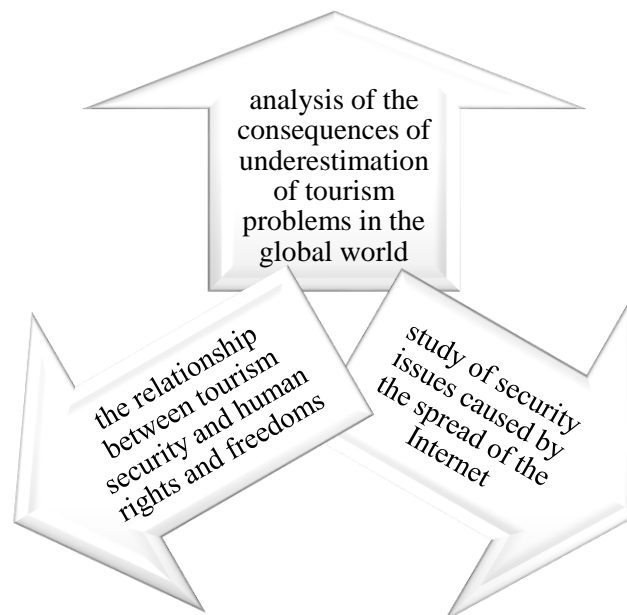 analysis of the
consequences of
underestimation
of tourism
problems in the
global world
the relationship
between tourism
security and human
rights and freedoms
study of security
issues caused by
the spread of the
Internet